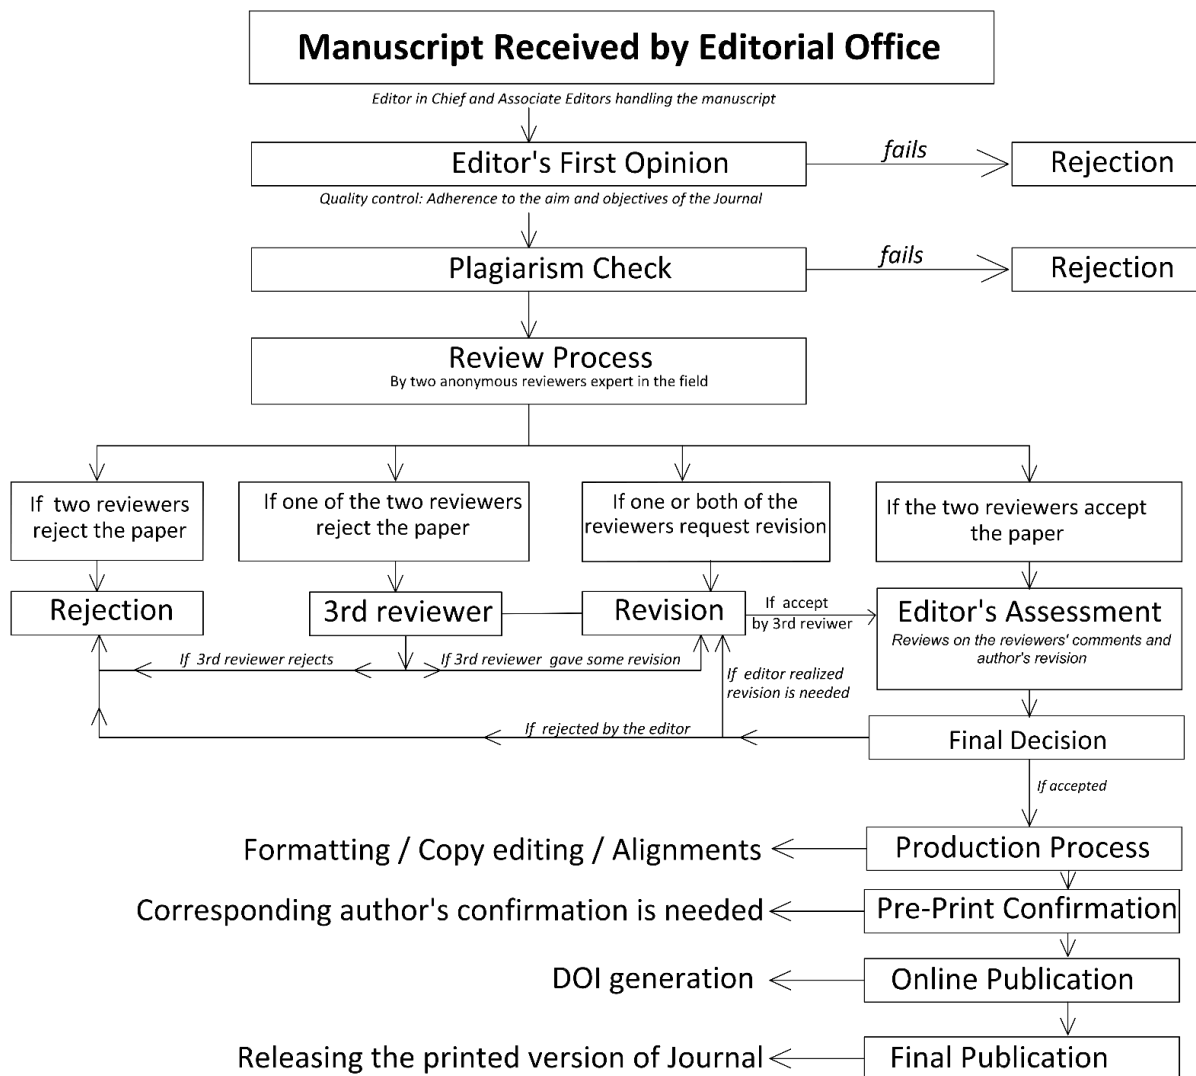 Manuscript Received by Editorial Office
Editor in Chief and Associate Editors handling the manuscript
Editor's First Opinion
fails
Rejection
Quality control: Adherence to the aim and objectives of the Journal
Plagiarism Check
fails
Rejection
Review Process
By two anonymous reviewers expert in the field
If two reviewers
reject the paper
If one of the two reviewers
reject the paper
If one or both of the
reviewers request revision
If the two reviewers accept
the paper
Rejection
3rd reviewer
Revision
If accept
by 3rd reviwer
Editor's Assessment
Reviews on the reviewers' comments and
author's revision
If 3rd reviewer rejects
If 3rd reviewer gave some revision
If editor realized
revision is needed
If rejected by the editor
Final Decision
If accepted
Formatting / Copy editing / Alignments
Production Process
Corresponding author's confirmation is needed
Pre-Print Confirmation
DOI generation
Online Publication
Releasing the printed version of Journal
Final Publication